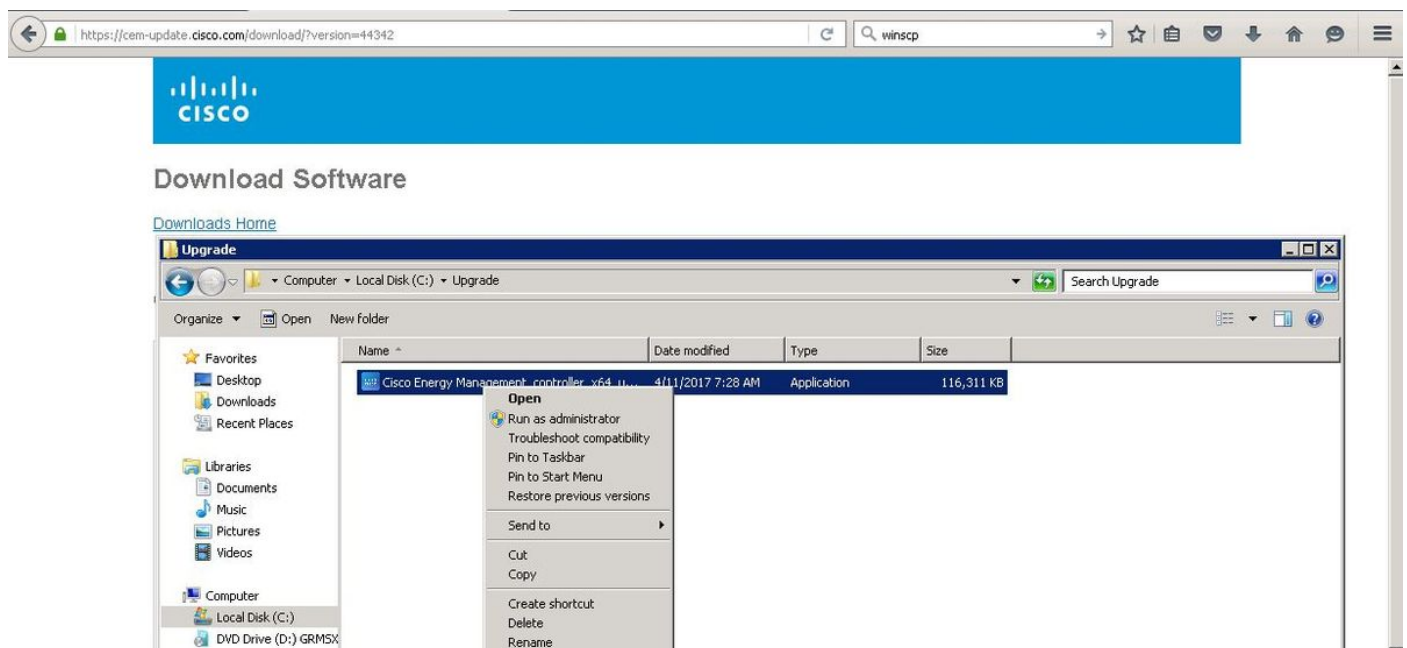 https://cem-update.cisco.com/download/?version=44342
winscp
CISCO
Download Software
Downloads Home
Upgrade
Computer Local Disk (C:) Upgrade
Search Upgrade
Organize Open New folder
Name Date modified Type Size
Favorites
Desktop
Downloads
Recent Places
Libraries
Documents
Music
Pictures
Videos
Computer
Local Disk (C:)
DVD Drive (D:) GRMSX
Cisco Energy Management_controller_x64_u... 4/11/2017 7:28 AM Application 116,311 KB
Open
Run as administrator
Troubleshoot compatibility
Pin to Taskbar
Pin to Start Menu
Restore previous versions
Send to
Cut
Copy
Create shortcut
Delete
Rename